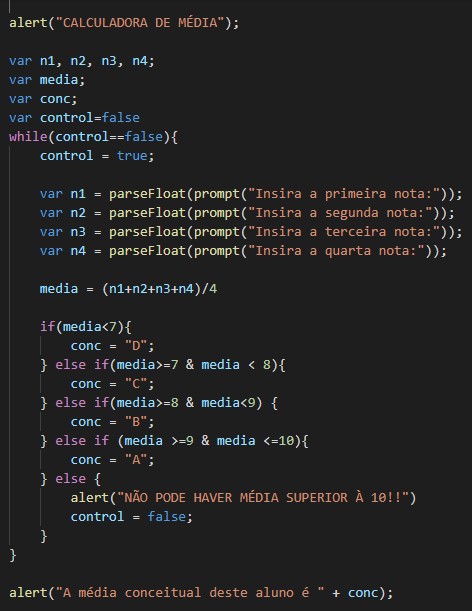 alert("CALCULADORA DE MÉDIA");
var n1, n2, n3, n4;
var media;
var conc;
var control=false
while(control==false){
control = true;
var n1 = parseFloat(prompt("Insira a primeira nota:"));
var n2 = parseFloat(prompt("Insira a segunda nota:"));
var n3 = parseFloat(prompt("Insira a terceira nota:"));
var n4 = parseFloat(prompt("Insira a quarta nota:"));
media = (n1+n2+n3+n4)/4
if(media<7){
conc = "D";
} else if(media>=7 & media < 8){
conc = "C";
} else if(media>=8 & media<9) {
conc = "B";
} else if (media >=9 & media <=10){
conc = "A";
} else {
alert("NÃO PODE HAVER MÉDIA SUPERIOR À 10!!")
control = false;
}
}
alert("A média conceitual deste aluno é " + conc);